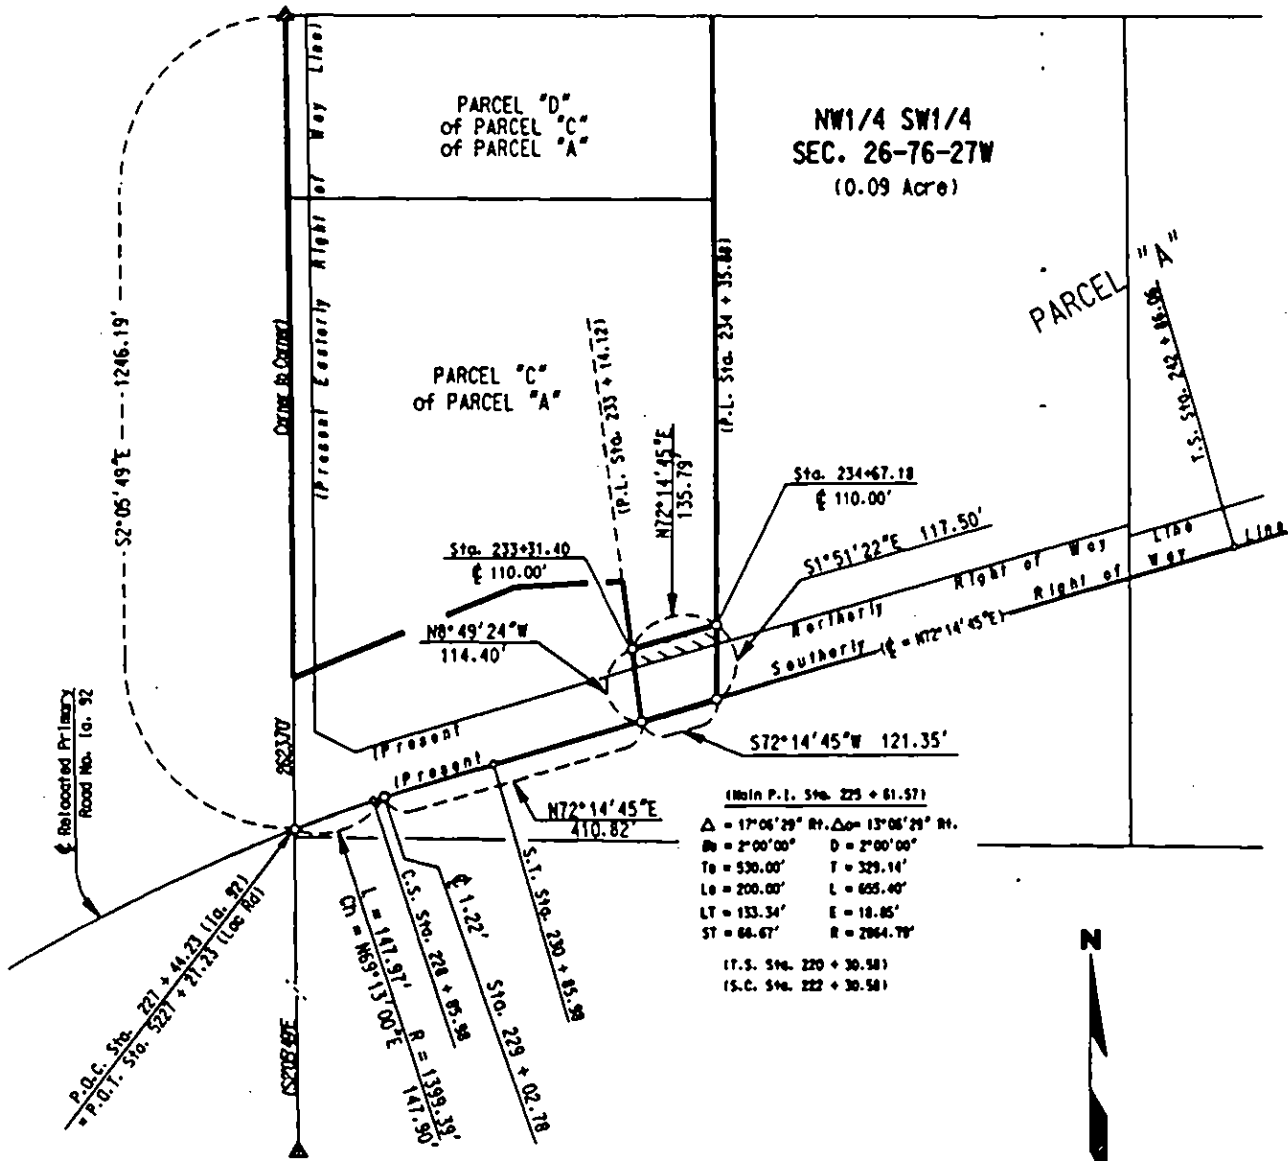 PARCEL "D"
of PARCEL "C"
of PARCEL "A"
NW1/4 SW1/4
SEC. 26-76-27W
(0.09 Acre)
(Present Easterly Right of Way Line)
S2°05'49"E 1246.19'
Corner to Corner)
PARCEL "C"
of PARCEL "A"
(P.L. Sta. 233 + 14.12)
(P.L. Sta. 234 + 35.88)
PARCEL "A"
T.S. Sta. 242 + 86.06
N72°14'45"E
135.79'
Sta. 234+67.18
℄ 110.00'
Sta. 233+31.40
℄ 110.00'
S1°51'22"E 117.50'
N8°49'24"W
114.40'
(Present Northerly Right of Way Line
(Present Southerly Right of Way Line
(℄ = N72°14'45"E)
S72°14'45"W 121.35'
N72°14'45"E
410.82'
℄ Relocated Primary
Road No. Ia. 92
2623.70'
P.O.C. Sta. 227 + 44.23 (Ia. 92)
= P.O.T. Sta. 5227 + 27.23 (Loc Rd)
L = 147.97' R = 1399.39'
Ch = N69°13'00"E 147.90'
C.S. Sta. 228 + 85.98
℄ 1.22' Sta. 229 + 02.78
S.T. Sta. 230 + 85.98
(Main P.I. Sta. 225 + 61.57)
Δ = 17°06'29" Rt. Δc= 13°06'29" Rt.
= 2°00'00" D = 2°00'00"
Ts = 530.00' T = 329.14'
Ls = 200.00' L = 655.40'
LT = 133.34' E = 18.85'
ST = 66.67' R = 2864.79'
(T.S. Sta. 220 + 30.58)
(S.C. Sta. 222 + 30.58)
N